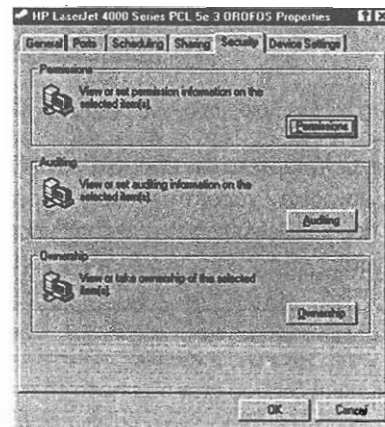 HP LaserJet 4000 Series PCL 5e 3 OROFOS Properties
General Ports Scheduling Sharing Security Device Settings
Permissions
View or set permission information on the
selected item(s).
Permissions
Auditing
View or set auditing information on the
selected item(s).
Auditing
Ownership
View or take ownership of the selected
item(s).
Ownership
OK Cancel